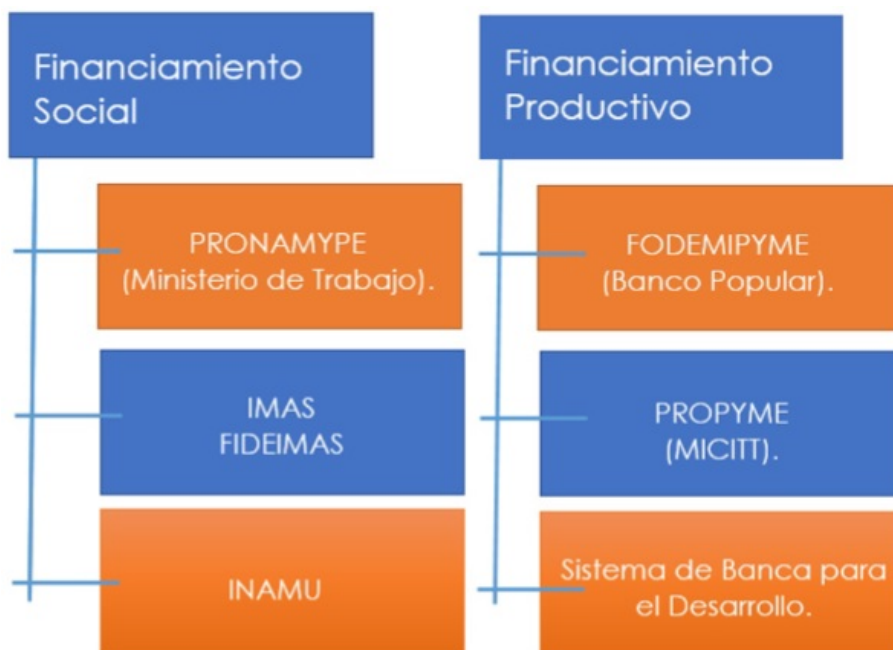 Financiamiento
Social
PRONAMYPE
(Ministerio de Trabajo).
IMAS
FIDEIMAS
INAMU
Financiamiento
Productivo
FODEMIPYME
(Banco Popular).
PROPYME
(MICITT).
Sistema de Banca para
el Desarrollo.